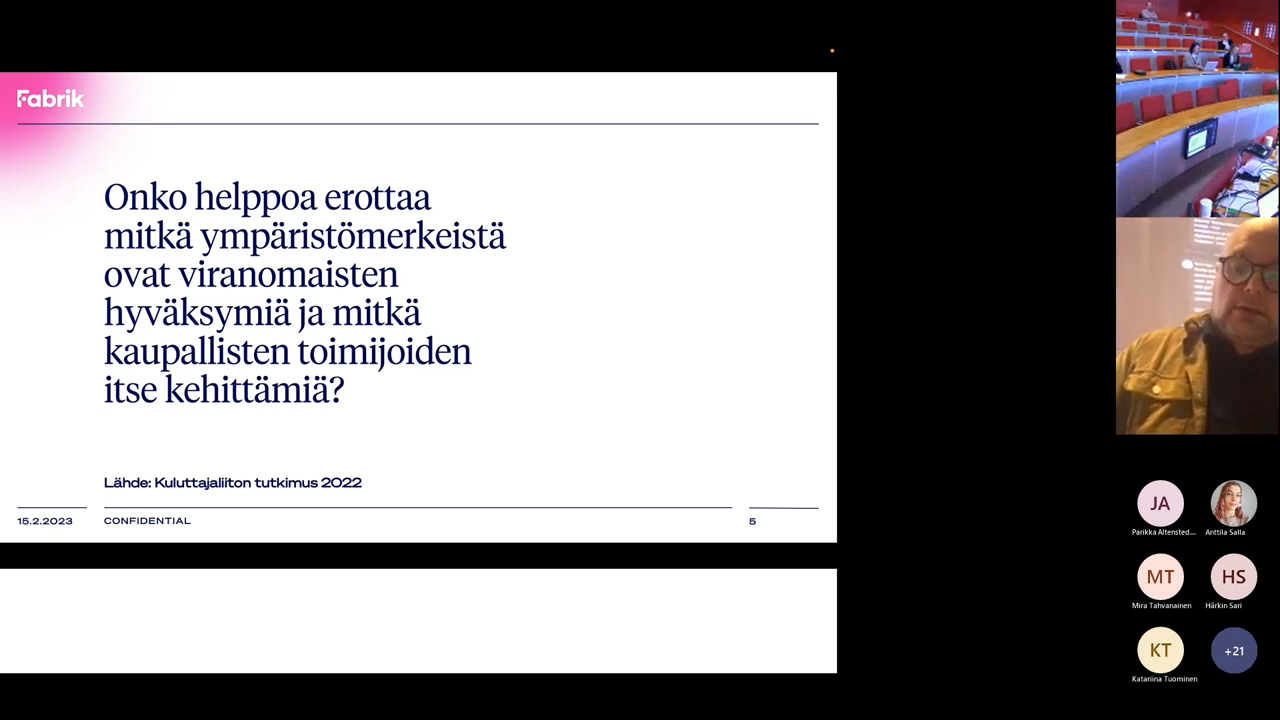 Fabrik
Onko helppoa erottaa
mitkä ympäristömerkeistä
ovat viranomaisten
hyväksymiä ja mitkä
kaupallisten toimijoiden
itse kehittämiä?
Lähde: Kuluttajaliiton tutkimus 2022
15.2.2023
CONFIDENTIAL
5
JA
Parikka Altensted...
Anttila Salla
MT
Mira Tahvanainen
HS
Härkin Sari
KT
Katariina Tuominen
+21